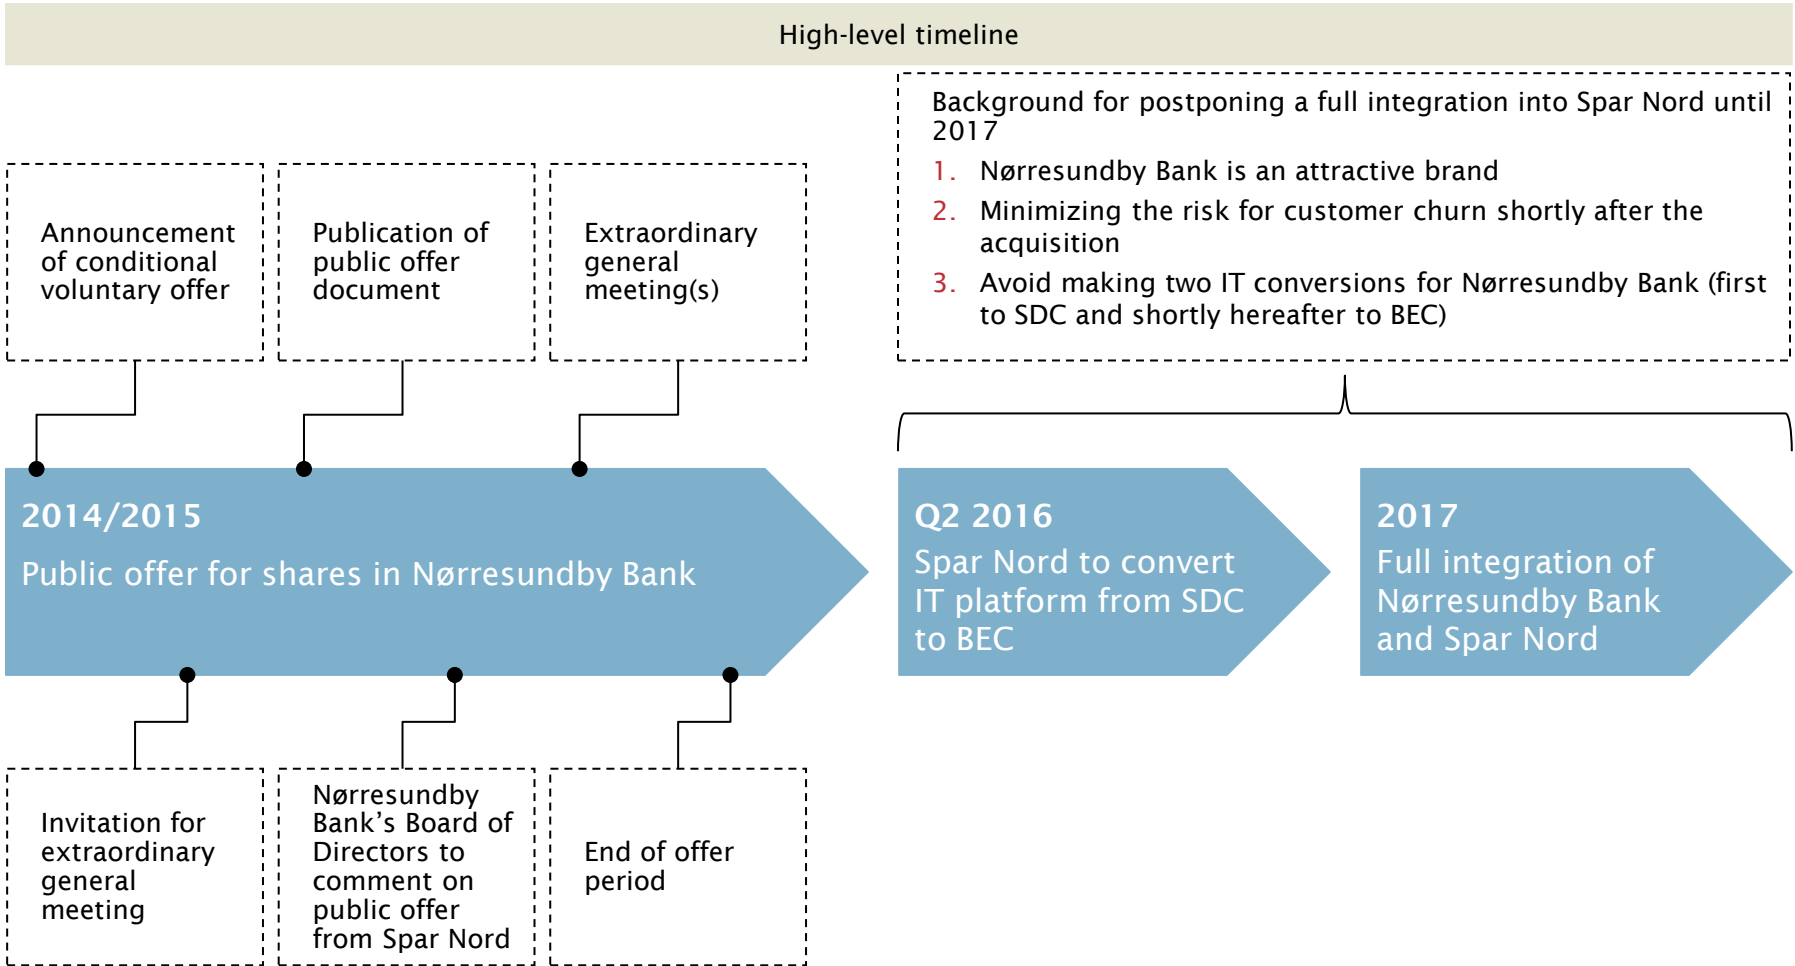 High-level timeline
Announcement
of conditional
voluntary offer
Publication of
public offer
document
Extraordinary
general
meeting(s)
Background for postponing a full integration into Spar Nord until
2017
1. Nørresundby Bank is an attractive brand
2. Minimizing the risk for customer churn shortly after the
acquisition
3. Avoid making two IT conversions for Nørresundby Bank (first
to SDC and shortly hereafter to BEC)
2014/2015
Public offer for shares in Nørresundby Bank
Q2 2016
Spar Nord to convert
IT platform from SDC
to BEC
2017
Full integration of
Nørresundby Bank
and Spar Nord
Invitation for
extraordinary
general
meeting
Nørresundby
Bank’s Board of
Directors to
comment on
public offer
from Spar Nord
End of offer
period